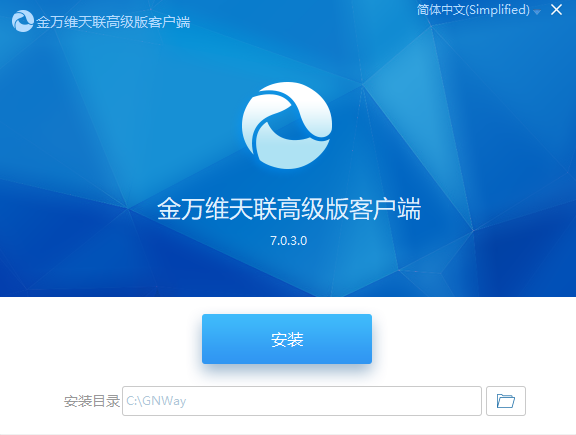 金万维天联高级版客户端
简体中文(Simplified)
金万维天联高级版客户端
7.0.3.0
安装
安装目录 C:\GNWay